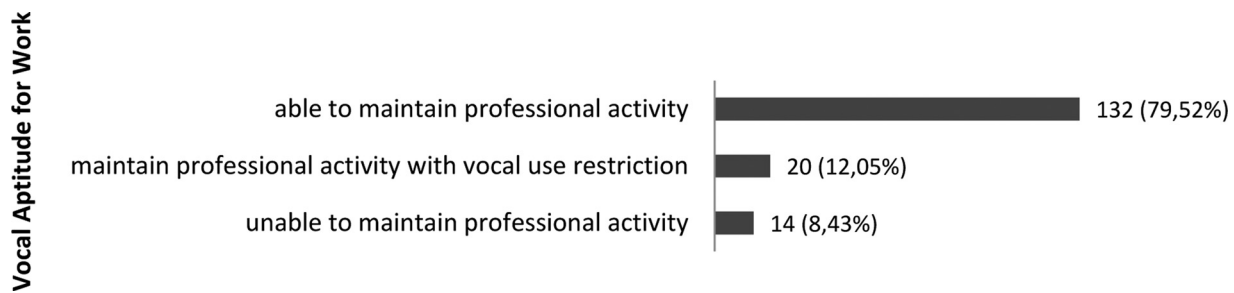 Vocal Aptitude for Work
able to maintain professional activity 132 (79,52%)
maintain professional activity with vocal use restriction 20 (12,05%)
unable to maintain professional activity 14 (8,43%)